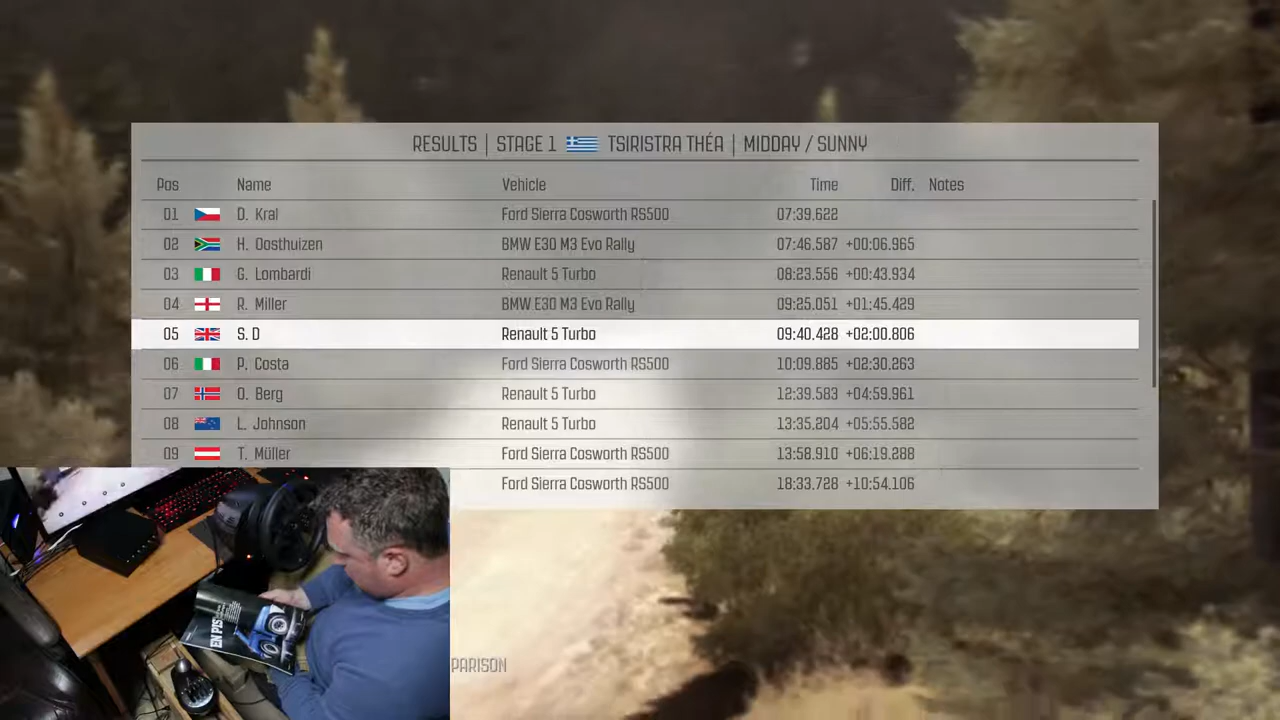 RESULTS | STAGE 1 TSIRISTRA THÉA | MIDDAY / SUNNY
Pos Name Vehicle Time Diff. Notes
01 D. Kral Ford Sierra Cosworth RS500 07:39.622
02 H. Oosthuizen BMW E30 M3 Evo Rally 07:46.587 +00:06.965
03 G. Lombardi Renault 5 Turbo 08:23.556 +00:43.934
04 R. Miller BMW E30 M3 Evo Rally 09:25.051 +01:45.429
05 S. D Renault 5 Turbo 09:40.428 +02:00.806
06 P. Costa Ford Sierra Cosworth RS500 10:09.885 +02:30.263
07 O. Berg Renault 5 Turbo 12:39.583 +04:59.961
08 L. Johnson Renault 5 Turbo 13:35.204 +05:55.582
09 T. Müller Ford Sierra Cosworth RS500 13:58.910 +06:19.288
Ford Sierra Cosworth RS500 18:33.728 +10:54.106
EN PIS
PARISON